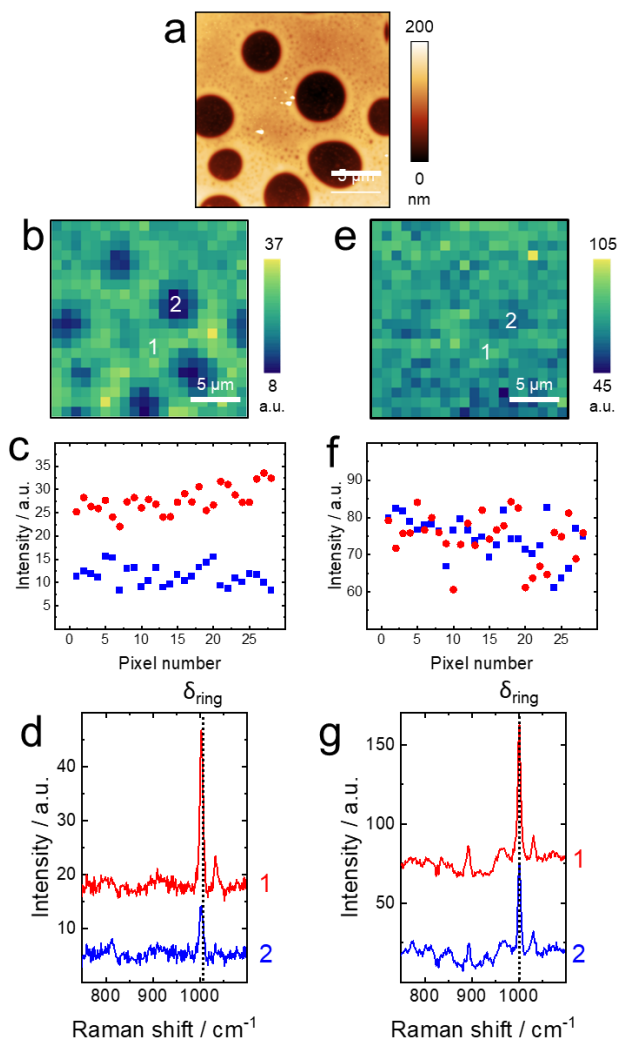 a
200
0
nm
5 µm
b
37
8
a.u.
2
1
5 µm
e
105
45
a.u.
2
1
5 µm
c
Intensity / a.u.
35
30
25
20
15
10
5
0 5 10 15 20 25
Pixel number
f
Intensity / a.u.
90
80
70
60
0 5 10 15 20 25
Pixel number
d
δring
Intensity / a.u.
40
30
20
10
1
2
800 900 1000 1100
Raman shift / cm-1
g
δring
Intensity / a.u.
150
100
50
1
2
800 900 1000 1100
Raman shift / cm-1